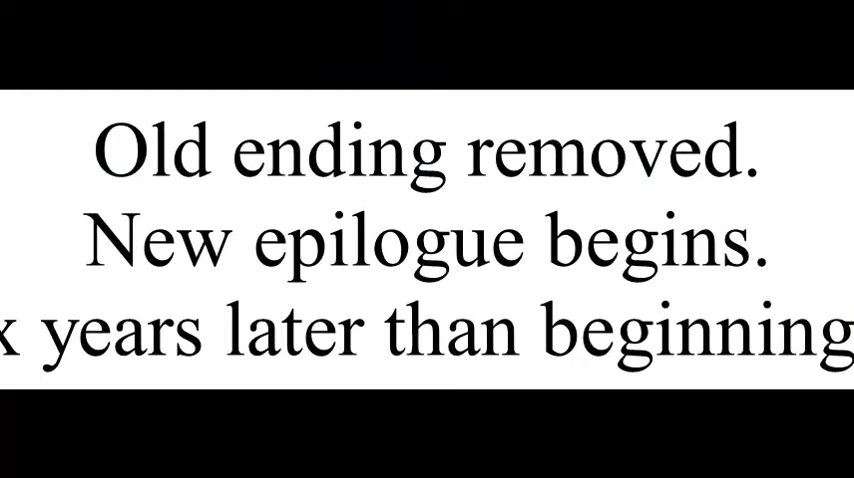 Old ending removed.
New epilogue begins.
x years later than beginning